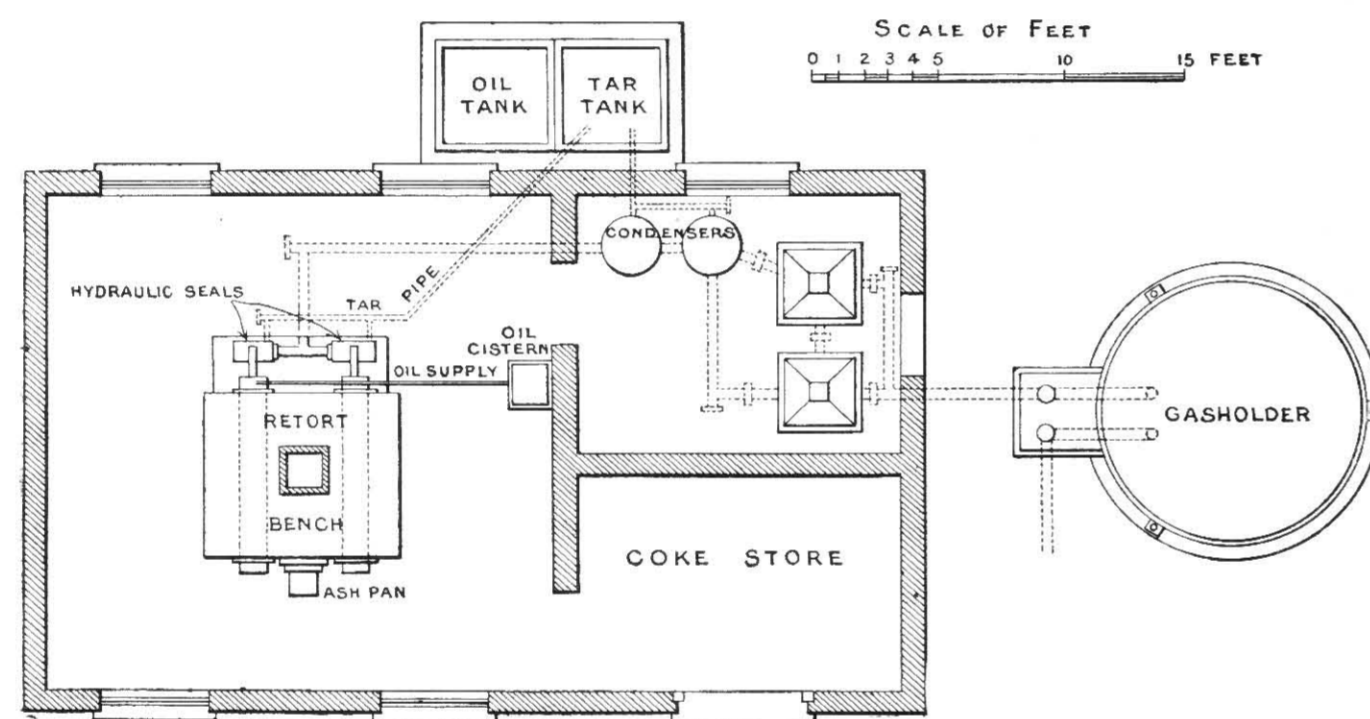 SCALE OF FEET
0 1 2 3 4 5 10 15 FEET
OIL
TANK
TAR
TANK
CONDENSERS
HYDRAULIC SEALS
TAR
PIPE
OIL
CISTERN
OIL SUPPLY
RETORT
BENCH
ASH PAN
GASHOLDER
COKE STORE